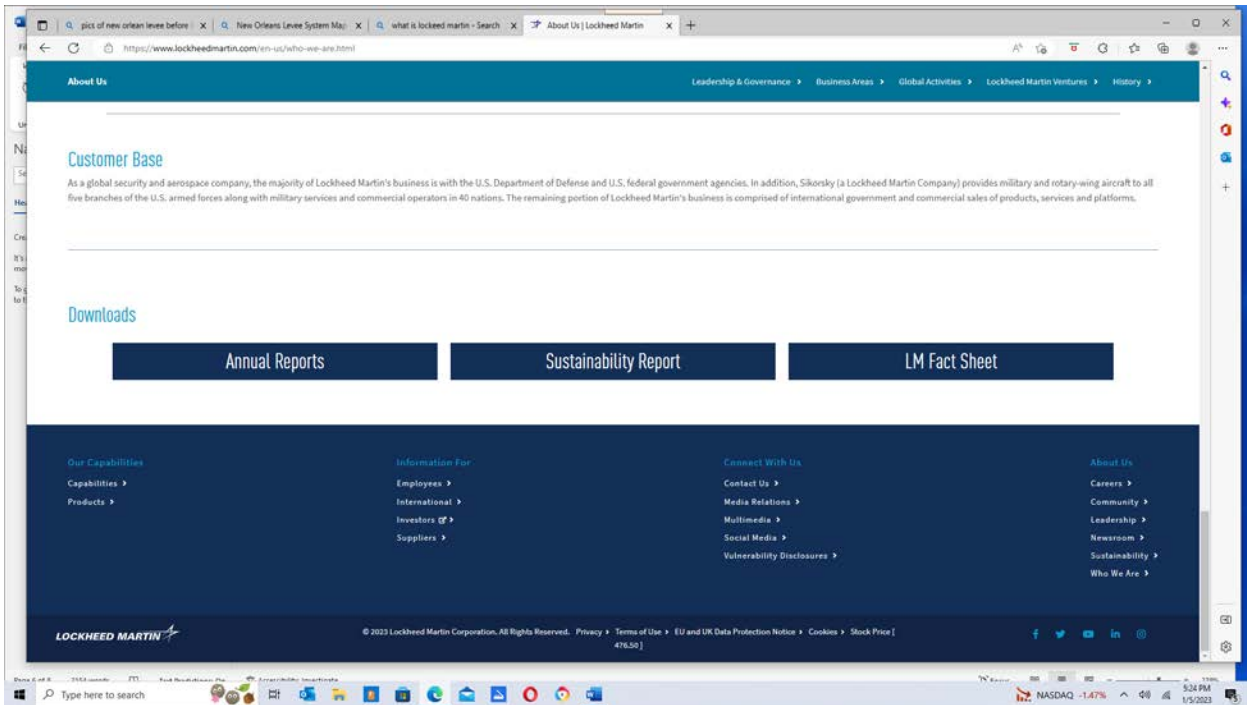 pics of new orlean levee before
New Orleans Levee System Map
what is lockeed martin - Search
About Us | Lockheed Martin
https://www.lockheedmartin.com/en-us/who-we-are.html
About Us
Leadership & Governance
Business Areas
Global Activities
Lockheed Martin Ventures
History
Customer Base
As a global security and aerospace company, the majority of Lockheed Martin's business is with the U.S. Department of Defense and U.S. federal government agencies. In addition, Sikorsky (a Lockheed Martin Company) provides military and rotary-wing aircraft to all
five branches of the U.S. armed forces along with military services and commercial operators in 40 nations. The remaining portion of Lockheed Martin's business is comprised of international government and commercial sales of products, services and platforms.
Downloads
Annual Reports
Sustainability Report
LM Fact Sheet
Our Capabilities
Capabilities
Products
Information For
Employees
International
Investors
Suppliers
Connect With Us
Contact Us
Media Relations
Multimedia
Social Media
Vulnerability Disclosures
About Us
Careers
Community
Leadership
Newsroom
Sustainability
Who We Are
LOCKHEED MARTIN
© 2023 Lockheed Martin Corporation. All Rights Reserved. Privacy Terms of Use EU and UK Data Protection Notice Cookies Stock Price [
476.50 ]
Type here to search
NASDAQ -1.47%
5:24 PM
1/5/2023